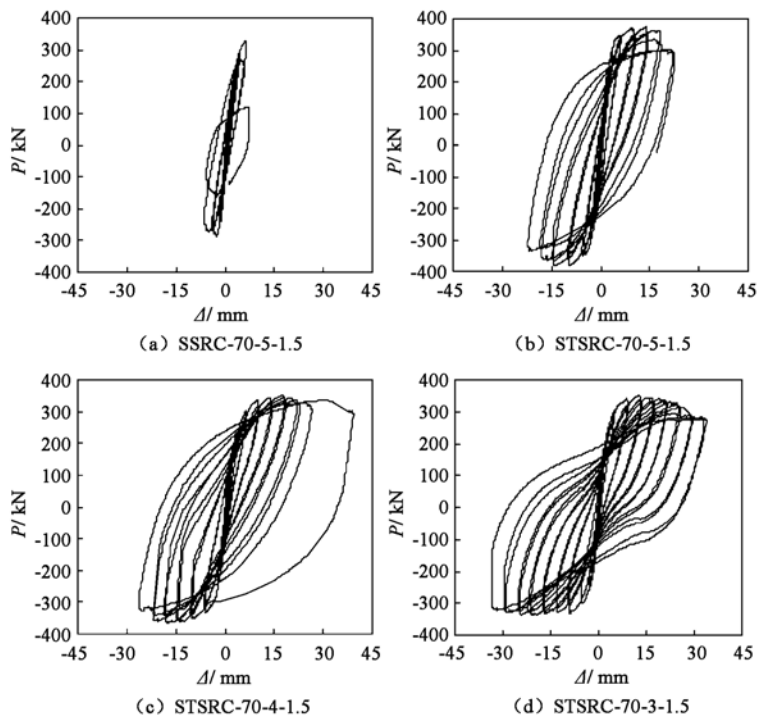 400
300
200
100
0
-100
-200
-300
-400
P/ kN
-45 -30 -15 0 15 30 45
Δ/ mm
（a）SSRC-70-5-1.5
400
300
200
100
0
-100
-200
-300
-400
P/ kN
-45 -30 -15 0 15 30 45
Δ/ mm
（b）STSRC-70-5-1.5
400
300
200
100
0
-100
-200
-300
-400
P/ kN
-45 -30 -15 0 15 30 45
Δ/ mm
（c）STSRC-70-4-1.5
400
300
200
100
0
-100
-200
-300
-400
P/ kN
-45 -30 -15 0 15 30 45
Δ/ mm
（d）STSRC-70-3-1.5